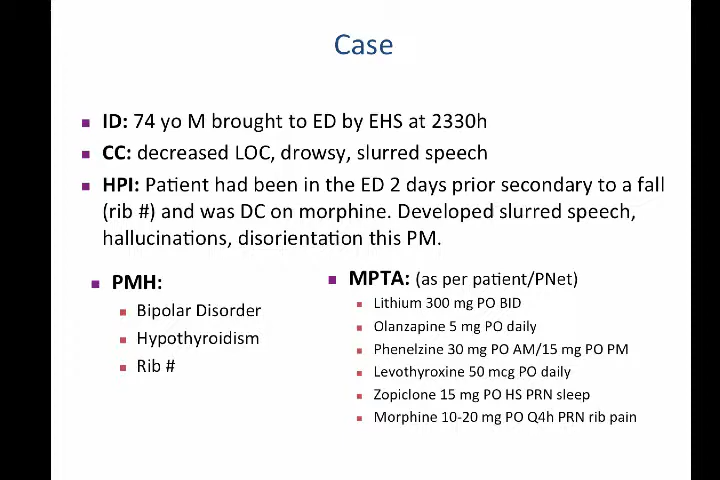 Case
ID: 74 yo M brought to ED by EHS at 2330h
CC: decreased LOC, drowsy, slurred speech
HPI: Patient had been in the ED 2 days prior secondary to a fall
(rib #) and was DC on morphine. Developed slurred speech,
hallucinations, disorientation this PM.
PMH:
Bipolar Disorder
Hypothyroidism
Rib #
MPTA: (as per patient/PNet)
Lithium 300 mg PO BID
Olanzapine 5 mg PO daily
Phenelzine 30 mg PO AM/15 mg PO PM
Levothyroxine 50 mcg PO daily
Zopiclone 15 mg PO HS PRN sleep
Morphine 10-20 mg PO Q4h PRN rib pain